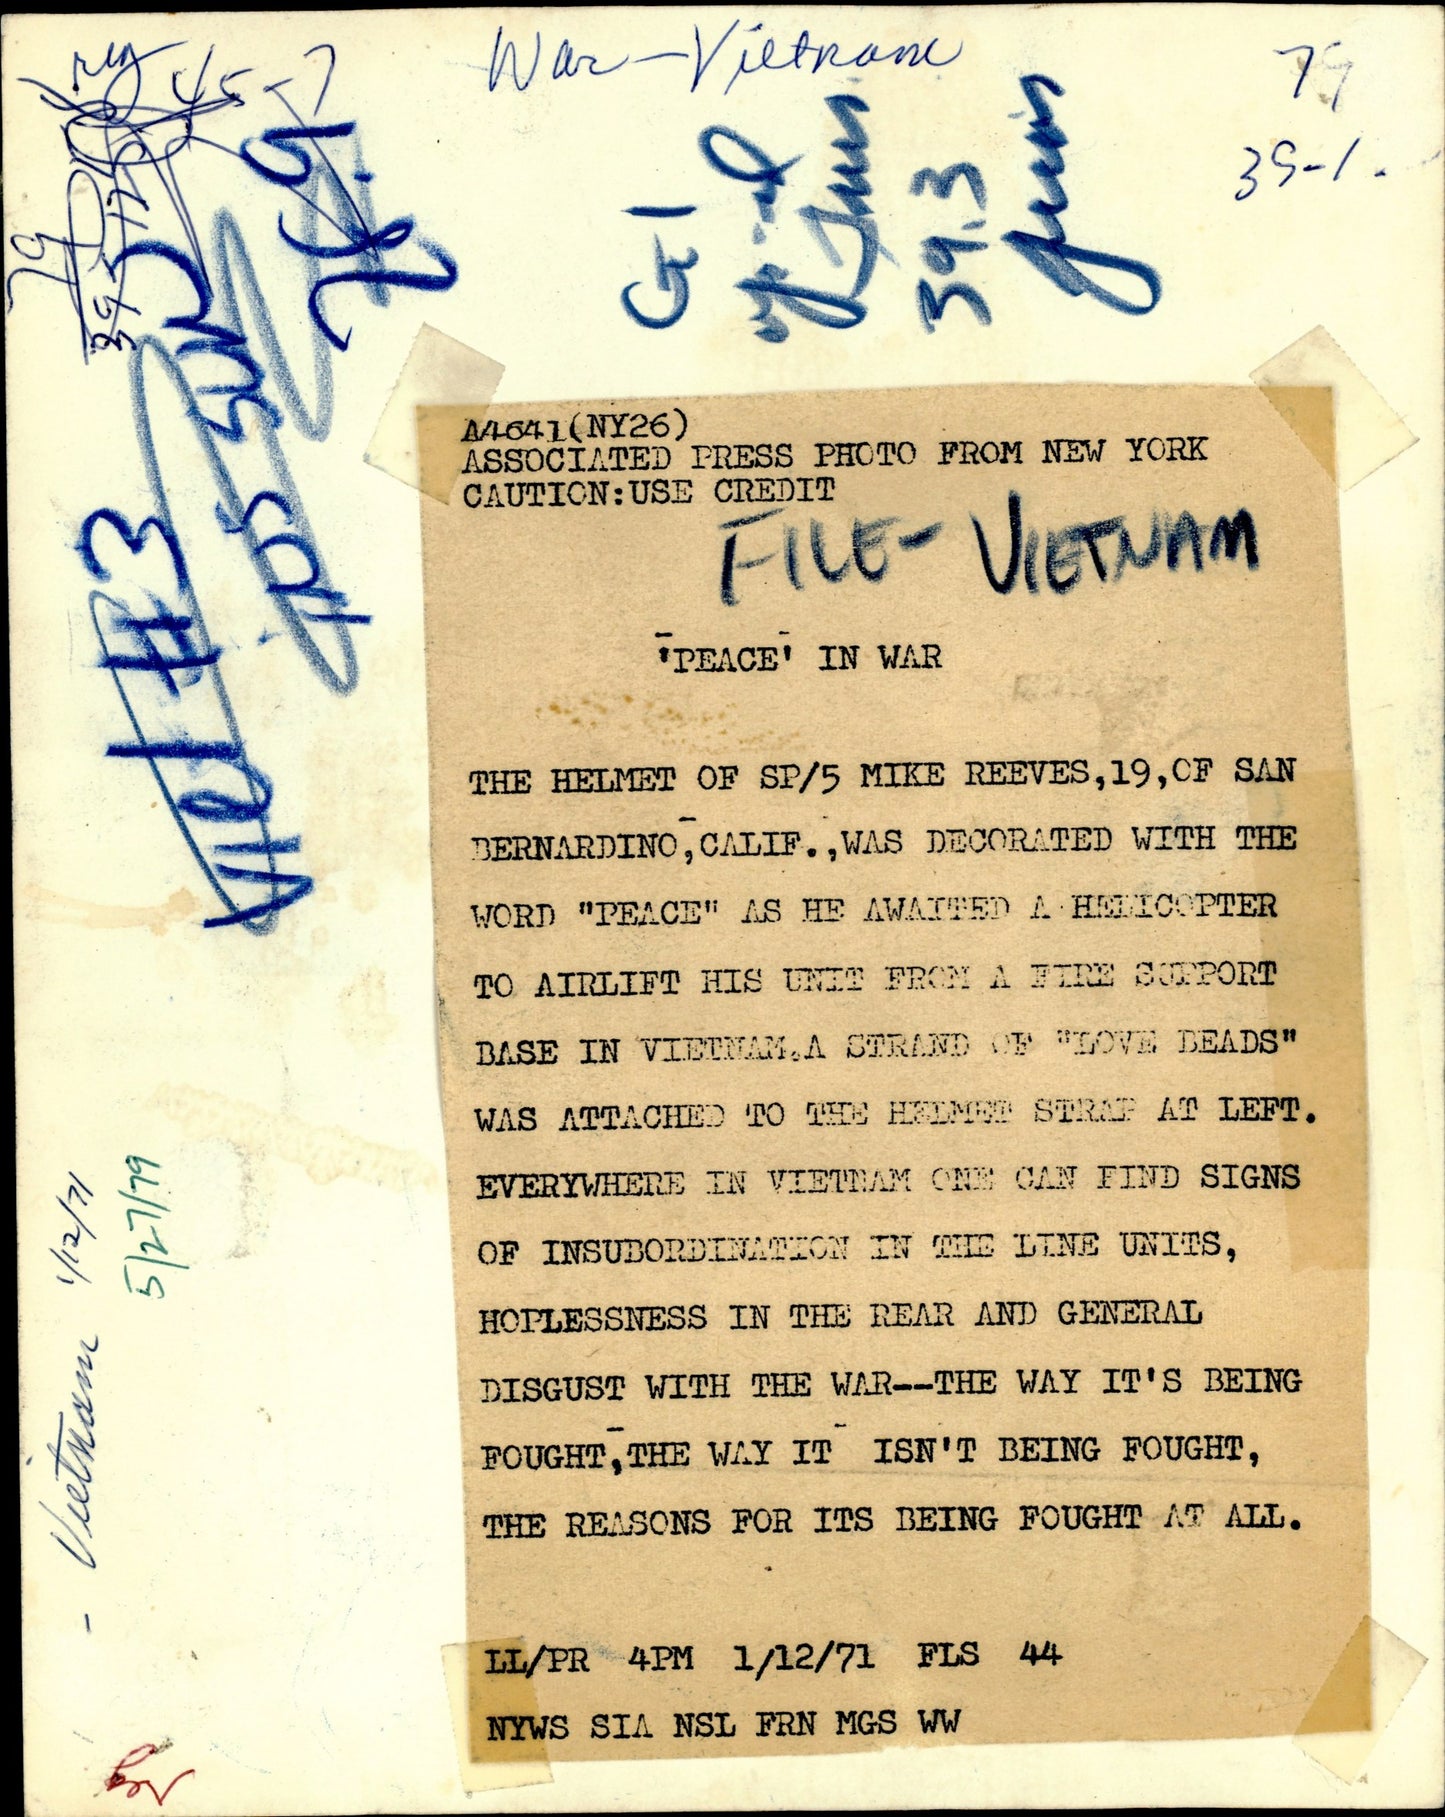 War-Vietnam
79
39-1.
39.3
A4641(NY26)
ASSOCIATED PRESS PHOTO FROM NEW YORK
CAUTION:USE CREDIT
FILE- VIETNAM
'PEACE' IN WAR
THE HELMET OF SP/5 MIKE REEVES,19,OF SAN
BERNARDINO,CALIF.,WAS DECORATED WITH THE
WORD "PEACE" AS HE AWAITED A HELICOPTER
TO AIRLIFT HIS UNIT FROM A FIRE SUPPORT
BASE IN VIETNAM.A STRAND OF "LOVE BEADS"
WAS ATTACHED TO THE HELMET STRAP AT LEFT.
EVERYWHERE IN VIETNAM ONE CAN FIND SIGNS
OF INSUBORDINATION IN THE LINE UNITS,
HOPLESSNESS IN THE REAR AND GENERAL
DISGUST WITH THE WAR--THE WAY IT'S BEING
FOUGHT,THE WAY IT ISN'T BEING FOUGHT,
THE REASONS FOR ITS BEING FOUGHT AT ALL.
LL/PR 4PM 1/12/71 FLS 44
NYWS SIA NSL FRN MGS WW
- Vietnam 1/12/71
5/27/79